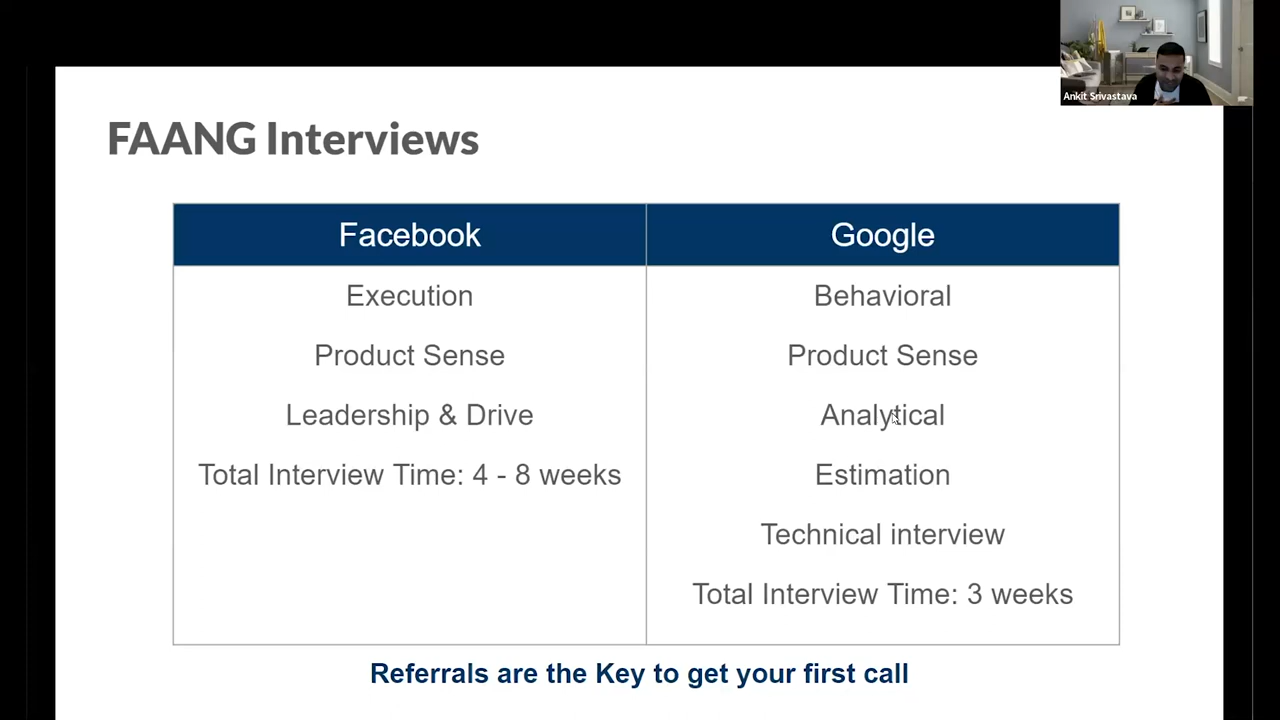 Ankit Srivastava
FAANG Interviews
Facebook
Google
Execution
Behavioral
Product Sense
Product Sense
Leadership & Drive
Analytical
Total Interview Time: 4 - 8 weeks
Estimation
Technical interview
Total Interview Time: 3 weeks
Referrals are the Key to get your first call